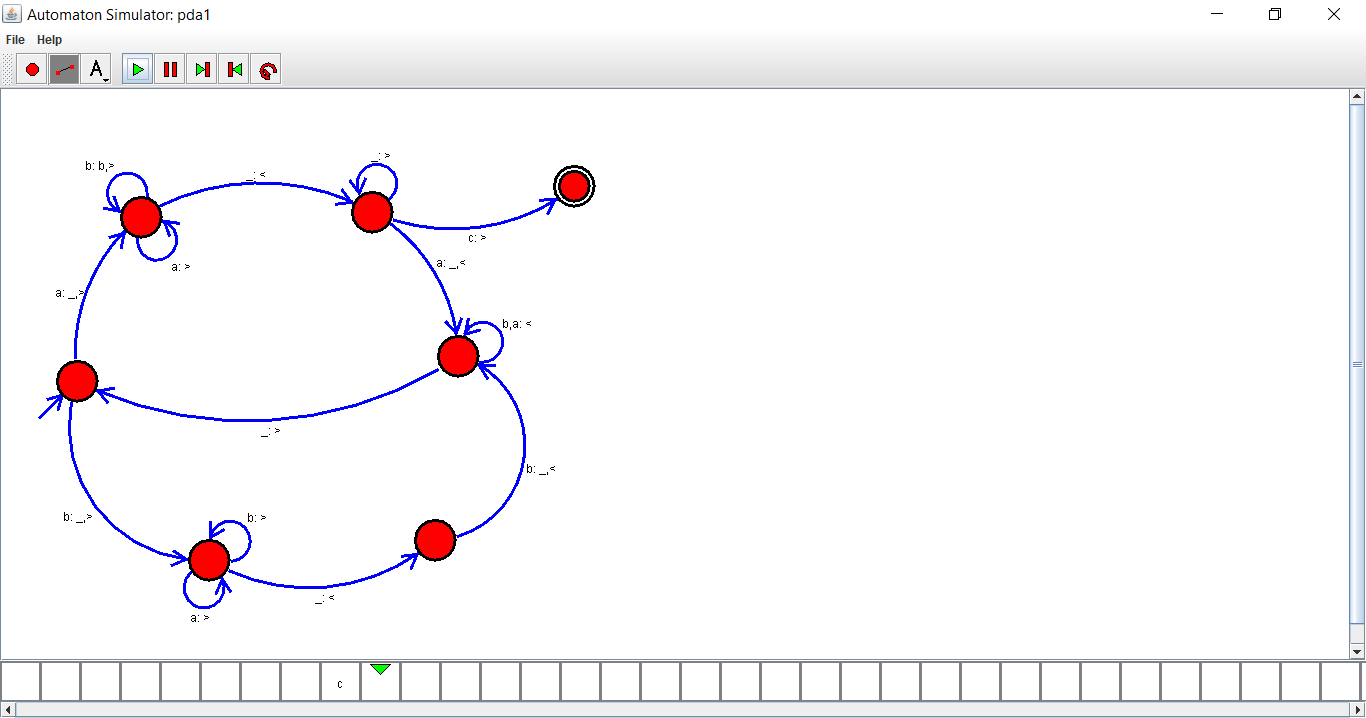 Automaton Simulator: pda1
File Help
A
b: b,>
_: <
_: >
c: >
a: >
a: _,<
a: _,>
b,a: <
_: >
b: _,<
b: _,>
b: >
_: <
a: >
c